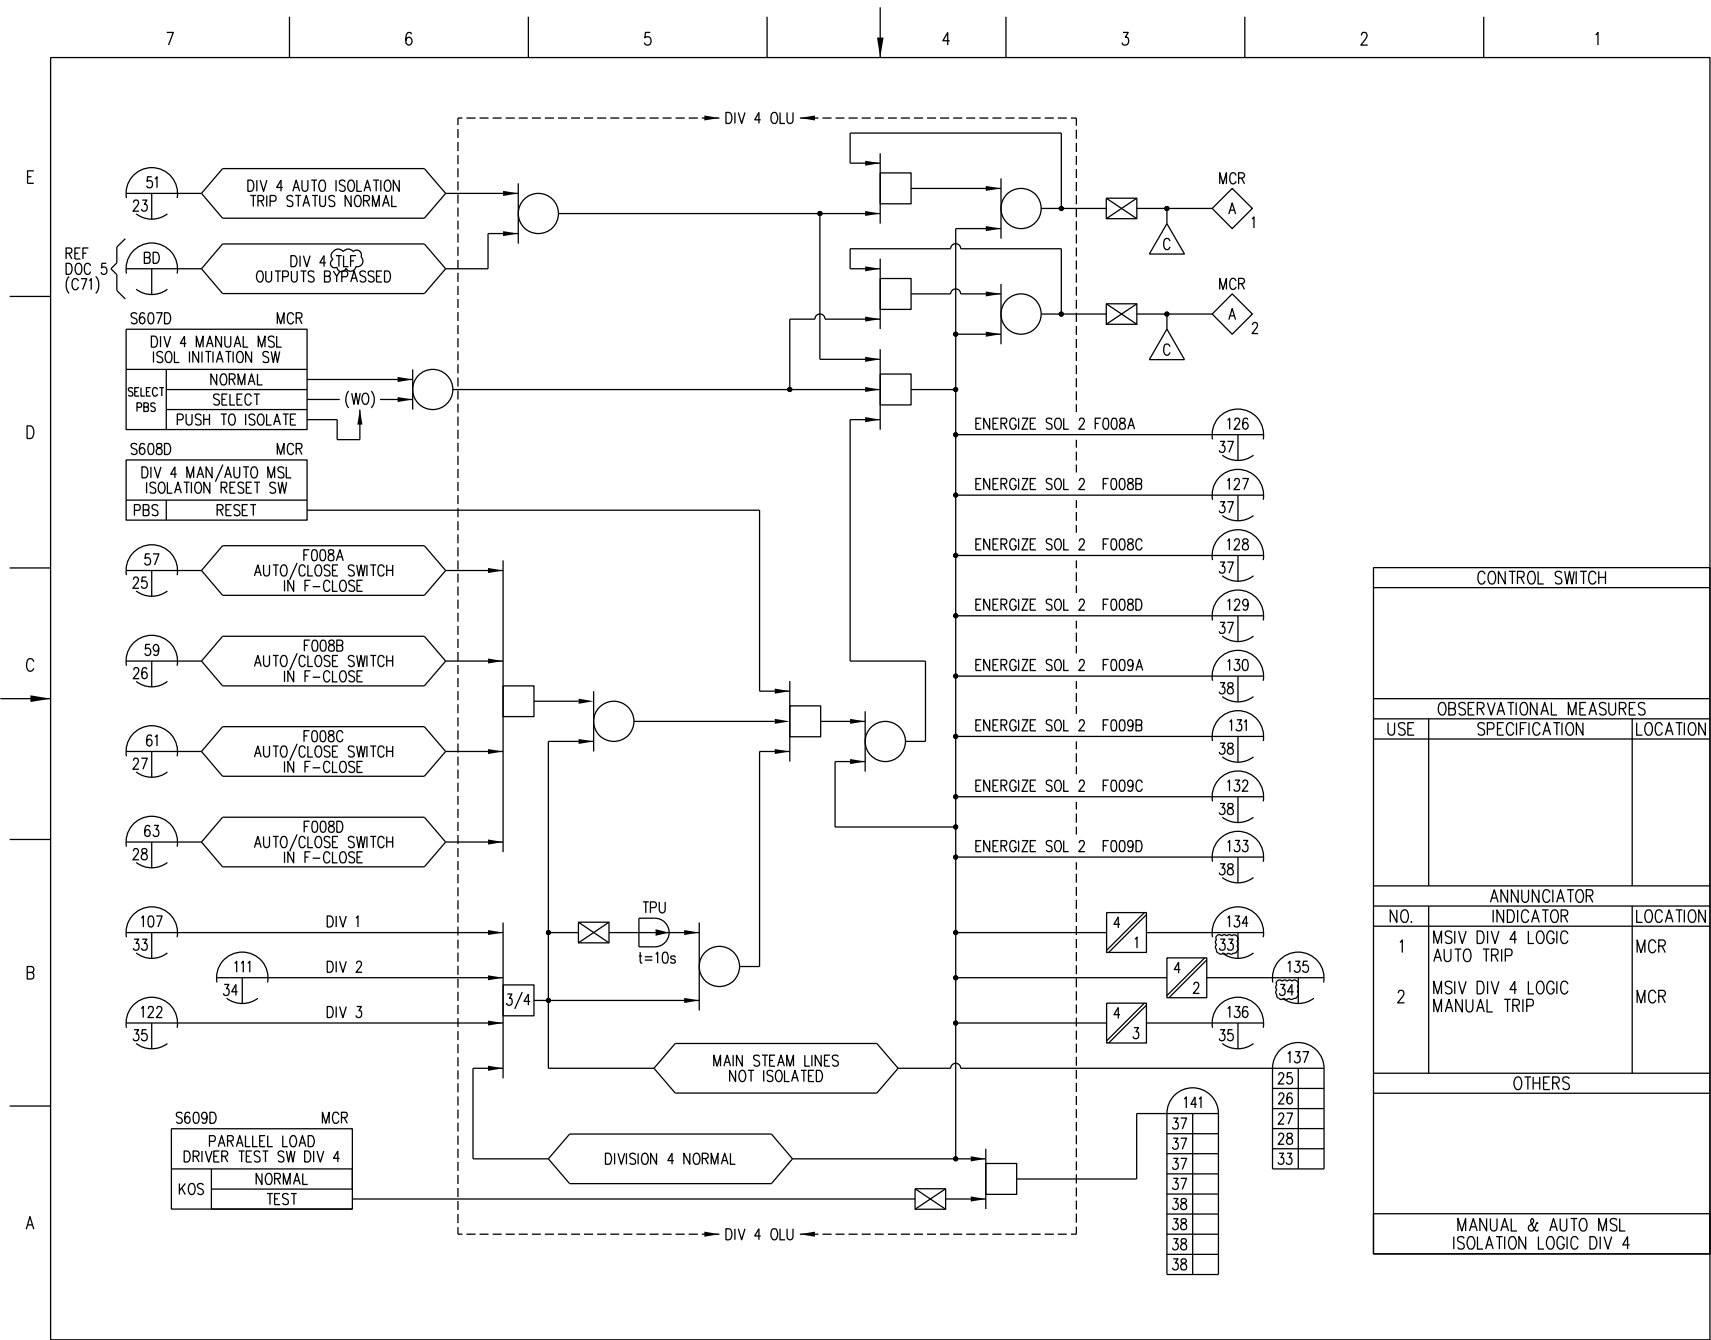 7 6 5 4 3 2 1
E
D
C
B
A
DIV 4 OLU
51
23
DIV 4 AUTO ISOLATION
TRIP STATUS NORMAL
REF
DOC 5
(C71)
BD
DIV 4 TLF
OUTPUTS BYPASSED
MCR
A
1
C
MCR
A
2
C
S607D MCR
DIV 4 MANUAL MSL
ISOL INITIATION SW
SELECT
PBS
NORMAL
SELECT
PUSH TO ISOLATE
(WO)
S608D MCR
DIV 4 MAN/AUTO MSL
ISOLATION RESET SW
PBS RESET
57
25
F008A
AUTO/CLOSE SWITCH
IN F-CLOSE
59
26
F008B
AUTO/CLOSE SWITCH
IN F-CLOSE
61
27
F008C
AUTO/CLOSE SWITCH
IN F-CLOSE
63
28
F008D
AUTO/CLOSE SWITCH
IN F-CLOSE
107
33
DIV 1
111
34
DIV 2
122
35
DIV 3
3/4
TPU
t=10s
MAIN STEAM LINES
NOT ISOLATED
DIVISION 4 NORMAL
S609D MCR
PARALLEL LOAD
DRIVER TEST SW DIV 4
KOS
NORMAL
TEST
DIV 4 OLU
ENERGIZE SOL 2 F008A
126
37
ENERGIZE SOL 2 F008B
127
37
ENERGIZE SOL 2 F008C
128
37
ENERGIZE SOL 2 F008D
129
37
ENERGIZE SOL 2 F009A
130
38
ENERGIZE SOL 2 F009B
131
38
ENERGIZE SOL 2 F009C
132
38
ENERGIZE SOL 2 F009D
133
38
4
1
134
33
4
2
135
34
4
3
136
35
137
25
26
27
28
33
141
37
37
37
37
38
38
38
38
CONTROL SWITCH
OBSERVATIONAL MEASURES
USE SPECIFICATION LOCATION
ANNUNCIATOR
NO. INDICATOR LOCATION
1 MSIV DIV 4 LOGIC
AUTO TRIP
MCR
2 MSIV DIV 4 LOGIC
MANUAL TRIP
MCR
OTHERS
MANUAL & AUTO MSL
ISOLATION LOGIC DIV 4